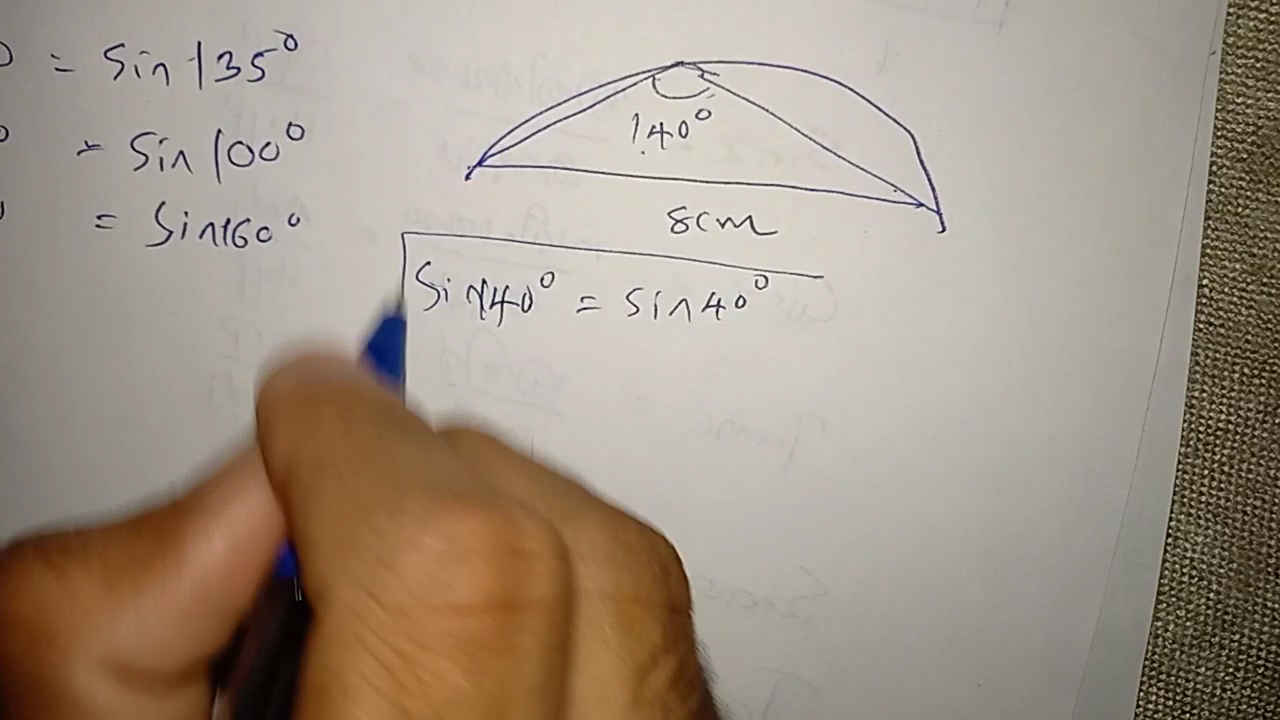 = Sin 135°
= Sin 100°
= Sin 160°
140°
8cm
Sin 140° = Sin 40°